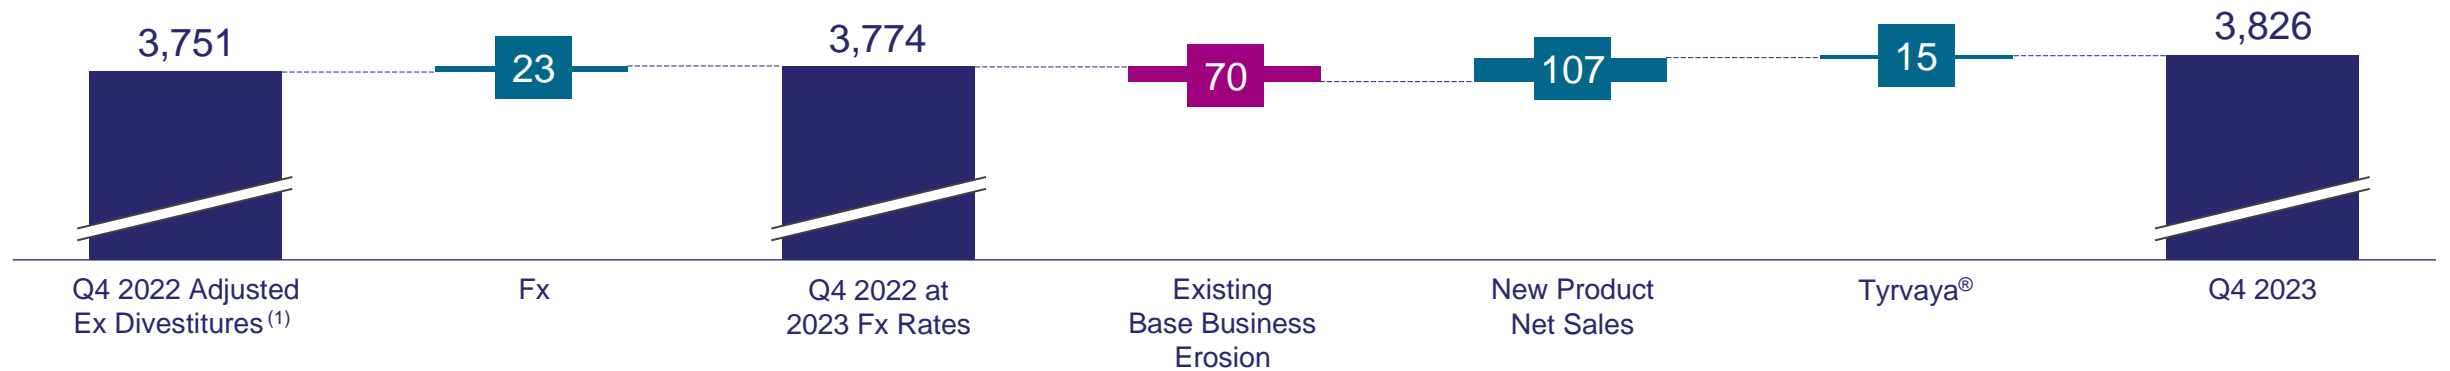 3,751
23
3,774
70
107
15
3,826
Q4 2022 Adjusted
Ex Divestitures (1)
Fx
Q4 2022 at
2023 Fx Rates
Existing
Base Business
Erosion
New Product
Net Sales
Tyrvaya®
Q4 2023